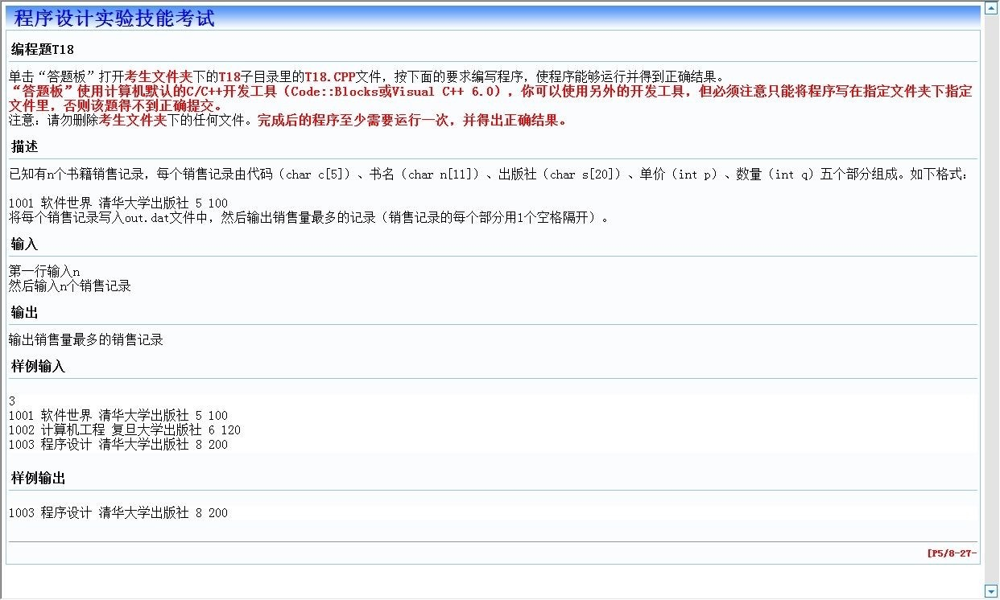 程序设计实验技能考试
编程题T18
单击“答题板”打开考生文件夹下的T18子目录里的T18.CPP文件，按下面的要求编写程序，使程序能够运行并得到正确结果。
“答题板”使用计算机默认的C/C++开发工具（Code::Blocks或Visual C++ 6.0），你可以使用另外的开发工具，但必须注意只能将程序写在指定文件夹下指定
文件里，否则该题得不到正确提交。
注意：请勿删除考生文件夹下的任何文件。完成后的程序至少需要运行一次，并得出正确结果。
描述
已知有n个书籍销售记录，每个销售记录由代码（char c[5]）、书名（char n[11]）、出版社（char s[20]）、单价（int p）、数量（int q）五个部分组成。如下格式：
1001 软件世界 清华大学出版社 5 100
将每个销售记录写入out.dat文件中，然后输出销售量最多的记录（销售记录的每个部分用1个空格隔开）。
输入
第一行输入n
然后输入n个销售记录
输出
输出销售量最多的销售记录
样例输入
3
1001 软件世界 清华大学出版社 5 100
1002 计算机工程 复旦大学出版社 6 120
1003 程序设计 清华大学出版社 8 200
样例输出
1003 程序设计 清华大学出版社 8 200
[P5/8-27-